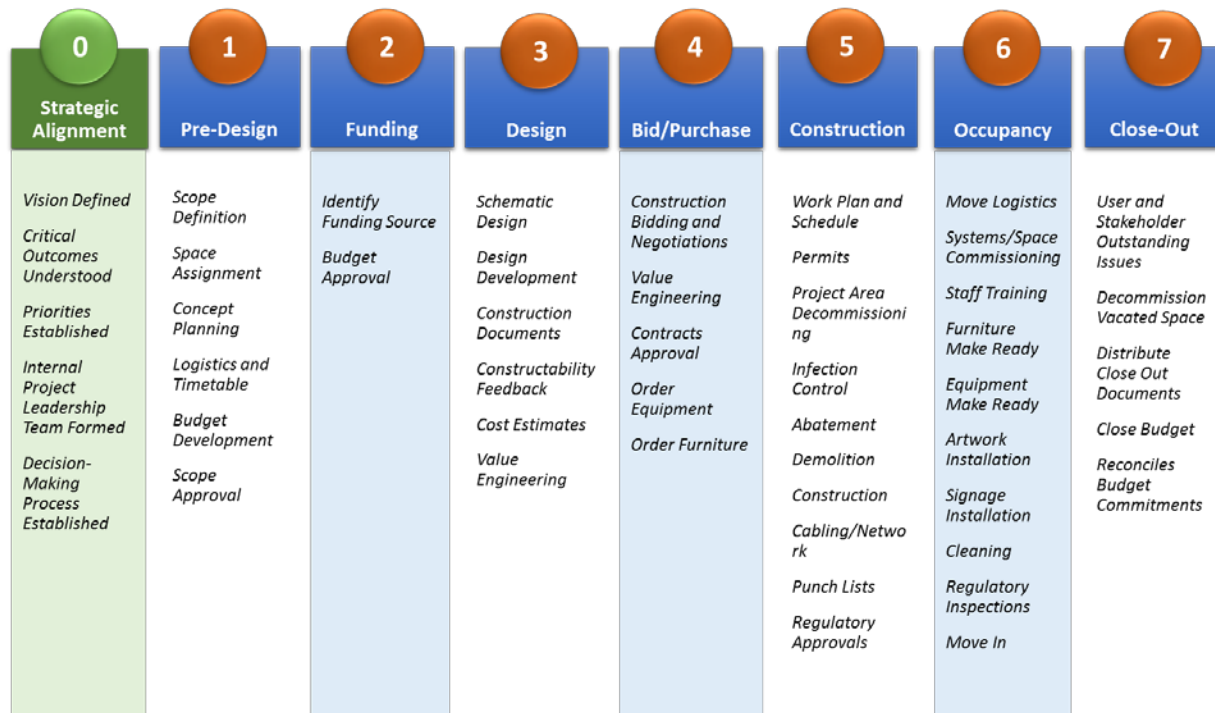 0
Strategic
Alignment
Vision Defined
Critical
Outcomes
Understood
Priorities
Established
Internal
Project
Leadership
Team Formed
Decision-
Making
Process
Established
1
Pre-Design
Scope
Definition
Space
Assignment
Concept
Planning
Logistics and
Timetable
Budget
Development
Scope
Approval
2
Funding
Identify
Funding Source
Budget
Approval
3
Design
Schematic
Design
Design
Development
Construction
Documents
Constructability
Feedback
Cost Estimates
Value
Engineering
4
Bid/Purchase
Construction
Bidding and
Negotiations
Value
Engineering
Contracts
Approval
Order
Equipment
Order Furniture
5
Construction
Work Plan and
Schedule
Permits
Project Area
Decommissioni
ng
Infection
Control
Abatement
Demolition
Construction
Cabling/Netwo
rk
Punch Lists
Regulatory
Approvals
6
Occupancy
Move Logistics
Systems/Space
Commissioning
Staff Training
Furniture
Make Ready
Equipment
Make Ready
Artwork
Installation
Signage
Installation
Cleaning
Regulatory
Inspections
Move In
7
Close-Out
User and
Stakeholder
Outstanding
Issues
Decommission
Vacated Space
Distribute
Close Out
Documents
Close Budget
Reconciles
Budget
Commitments